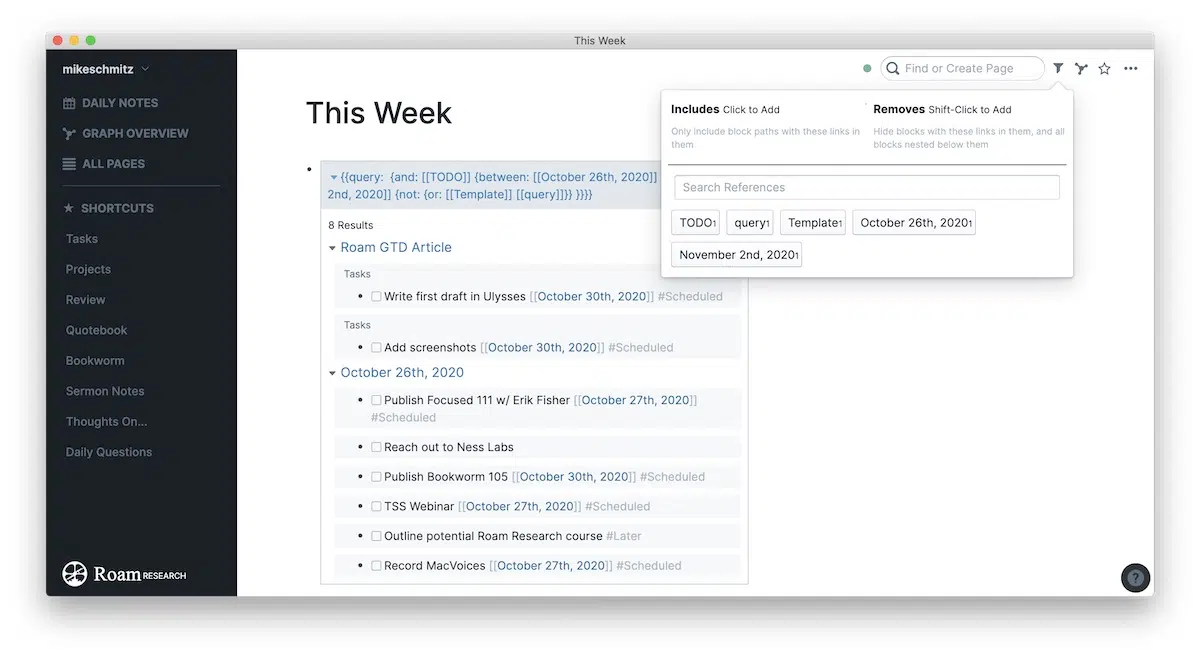 This Week
mikeschmitz
DAILY NOTES
GRAPH OVERVIEW
ALL PAGES
SHORTCUTS
Tasks
Projects
Review
Quotebook
Bookworm
Sermon Notes
Thoughts On...
Daily Questions
Roam RESEARCH
Find or Create Page
This Week
{{query: {and: [[TODO]] {between: [[October 26th, 2020]]
2nd, 2020]] {not: {or: [[Template]] [[query]]}} }}}}
8 Results
Roam GTD Article
Tasks
Write first draft in Ulysses [[October 30th, 2020]] #Scheduled
Tasks
Add screenshots [[October 30th, 2020]] #Scheduled
October 26th, 2020
Publish Focused 111 w/ Erik Fisher [[October 27th, 2020]]
#Scheduled
Reach out to Ness Labs
Publish Bookworm 105 [[October 30th, 2020]] #Scheduled
TSS Webinar [[October 27th, 2020]] #Scheduled
Outline potential Roam Research course #Later
Record MacVoices [[October 27th, 2020]] #Scheduled
Includes Click to Add
Only include block paths with these links in
them
Removes Shift-Click to Add
Hide blocks with these links in them, and all
blocks nested below them
Search References
TODO1 query1 Template1 October 26th, 20201
November 2nd, 20201
?